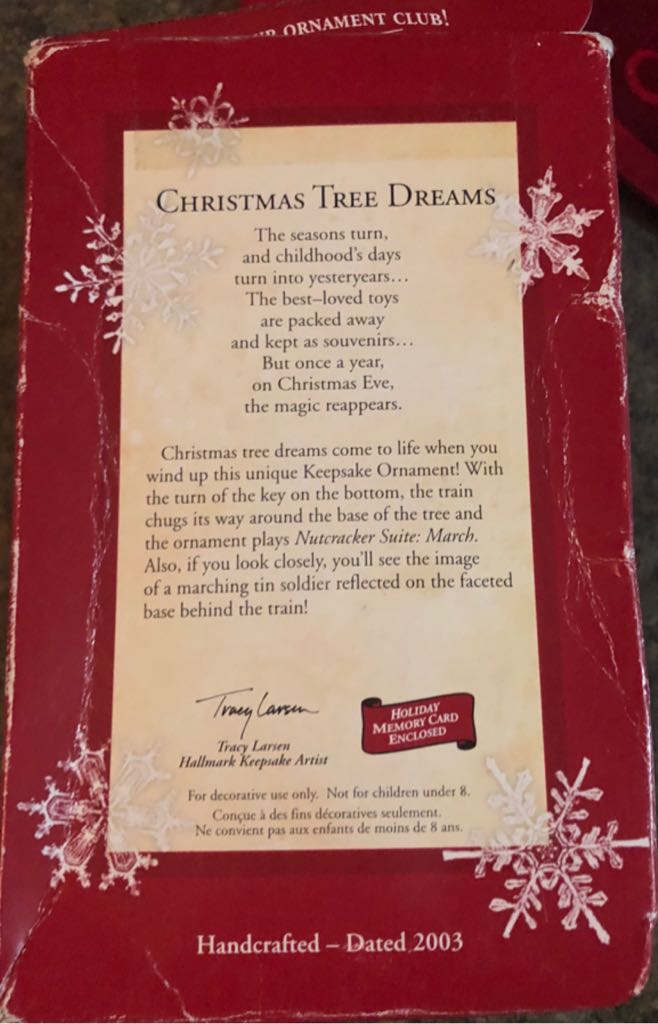 ORNAMENT CLUB!
CHRISTMAS TREE DREAMS
The seasons turn,
and childhood's days
turn into yesteryears...
The best–loved toys
are packed away
and kept as souvenirs...
But once a year,
on Christmas Eve,
the magic reappears.
Christmas tree dreams come to life when you
wind up this unique Keepsake Ornament! With
the turn of the key on the bottom, the train
chugs its way around the base of the tree and
the ornament plays Nutcracker Suite: March.
Also, if you look closely, you'll see the image
of a marching tin soldier reflected on the faceted
base behind the train!
Tracy Larsen
Tracy Larsen
Hallmark Keepsake Artist
HOLIDAY
MEMORY CARD
ENCLOSED
For decorative use only. Not for children under 8.
Conçue à des fins décoratives seulement.
Ne convient pas aux enfants de moins de 8 ans.
Handcrafted – Dated 2003